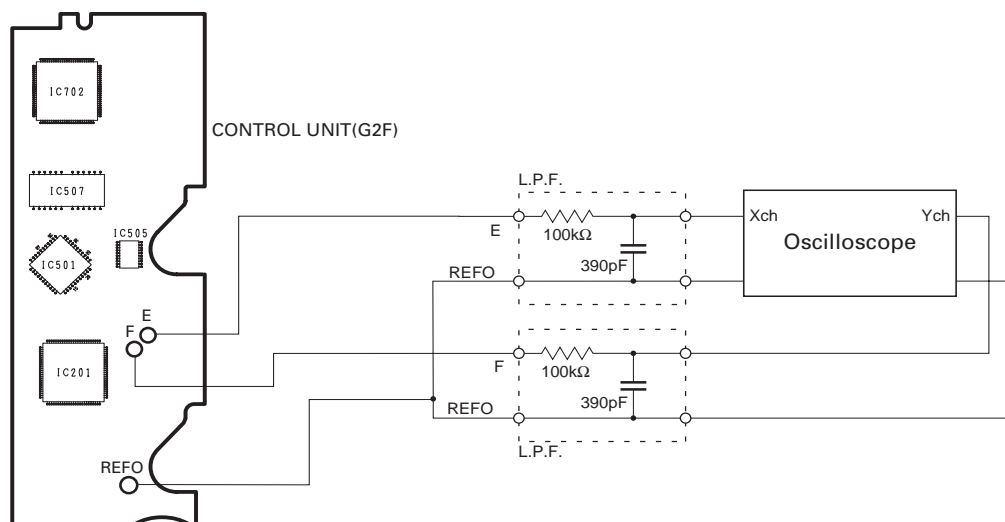 IC702
CONTROL UNIT(G2F)
L.P.F.
IC507
Xch
Ych
E
100kΩ
Oscilloscope
IC505
IC501
390pF
REFO
E
F
F
100kΩ
IC201
390pF
REFO
L.P.F.
REFO